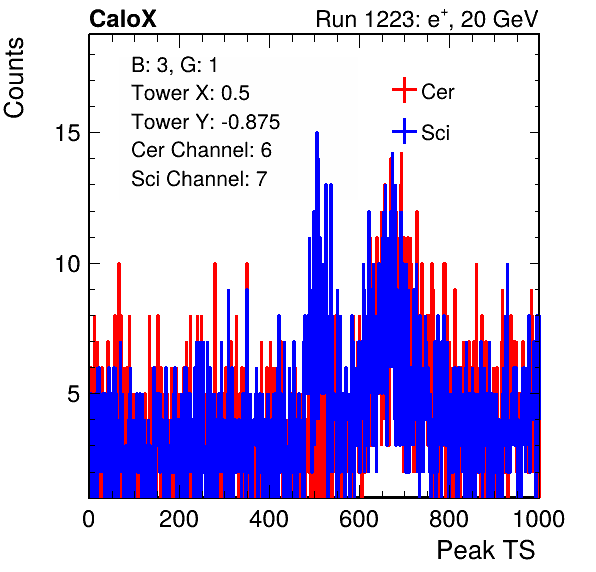 CaloX
Run 1223: e⁺, 20 GeV
Counts
B: 3, G: 1
Tower X: 0.5
Tower Y: -0.875
Cer Channel: 6
Sci Channel: 7
Cer
Sci
15
10
5
0 200 400 600 800 1000
Peak TS